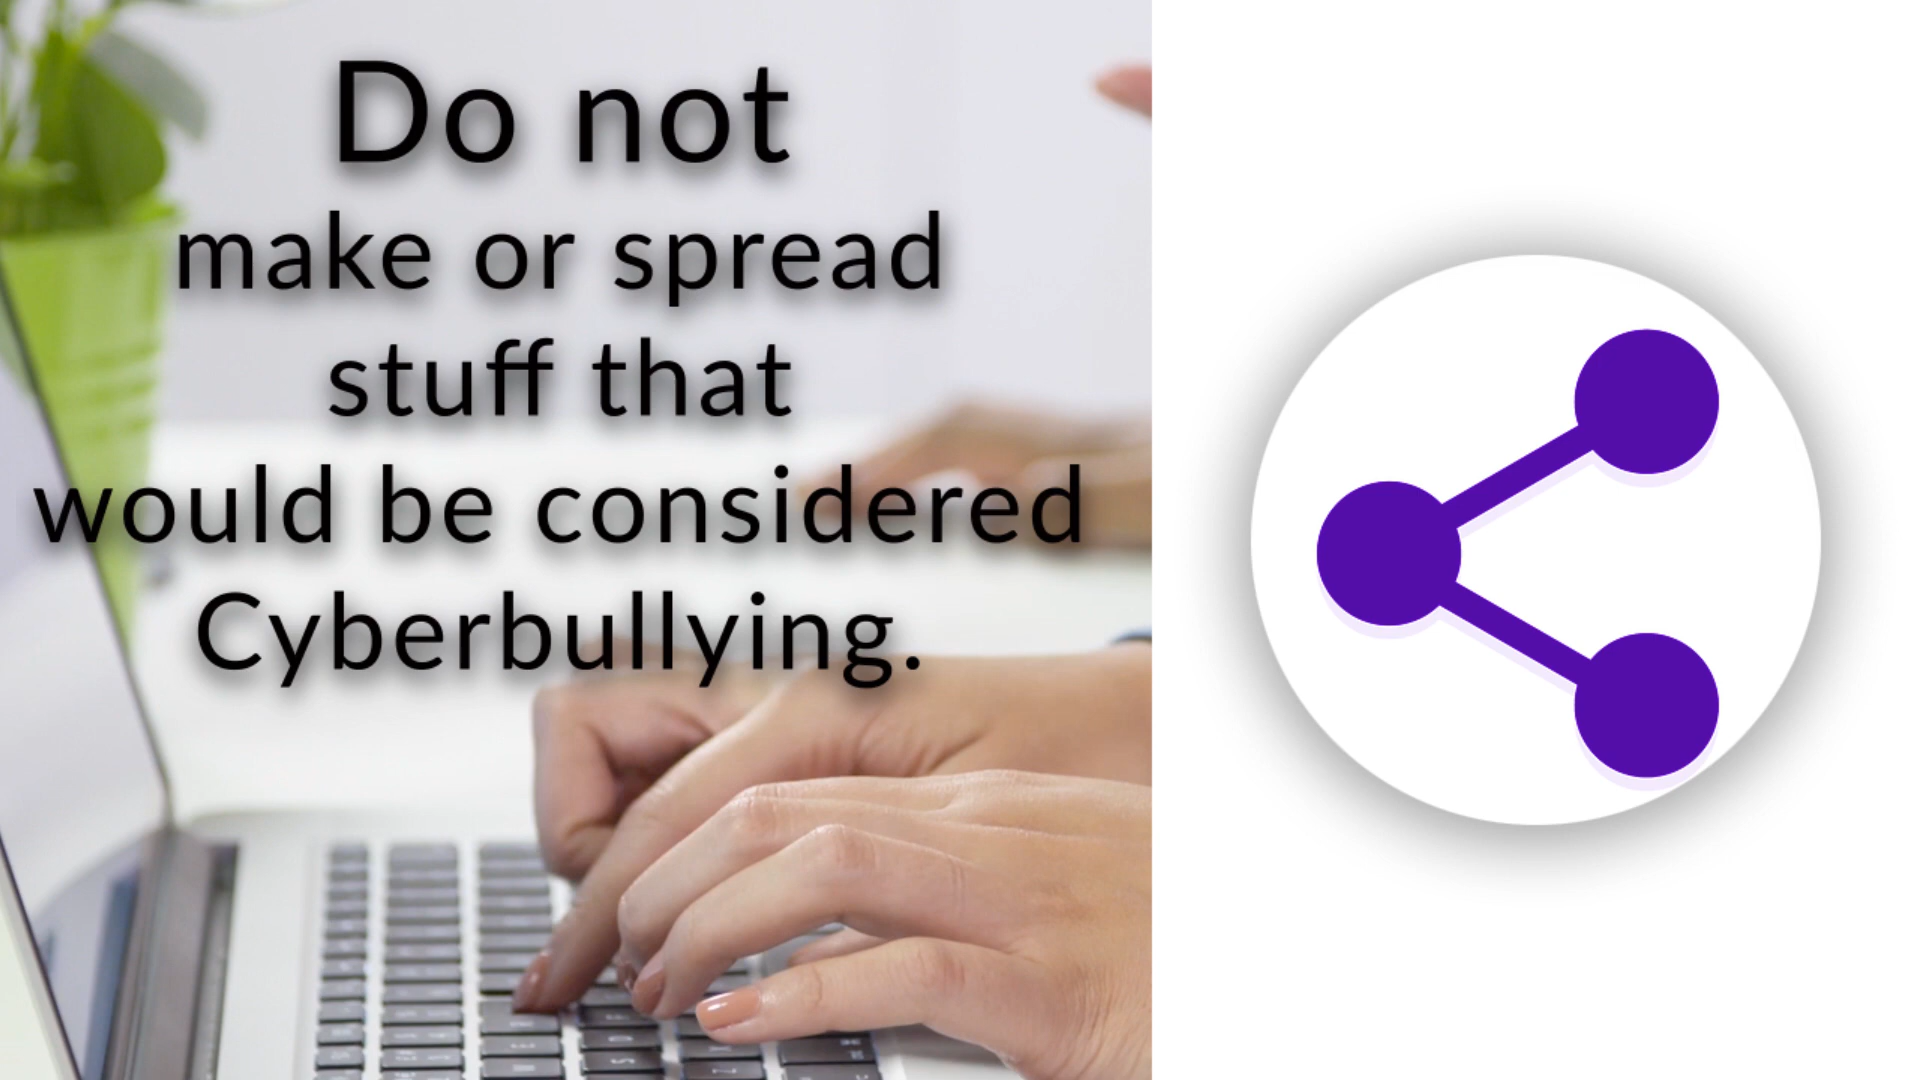 Do not
make or spread
stuff that
would be considered
Cyberbullying.